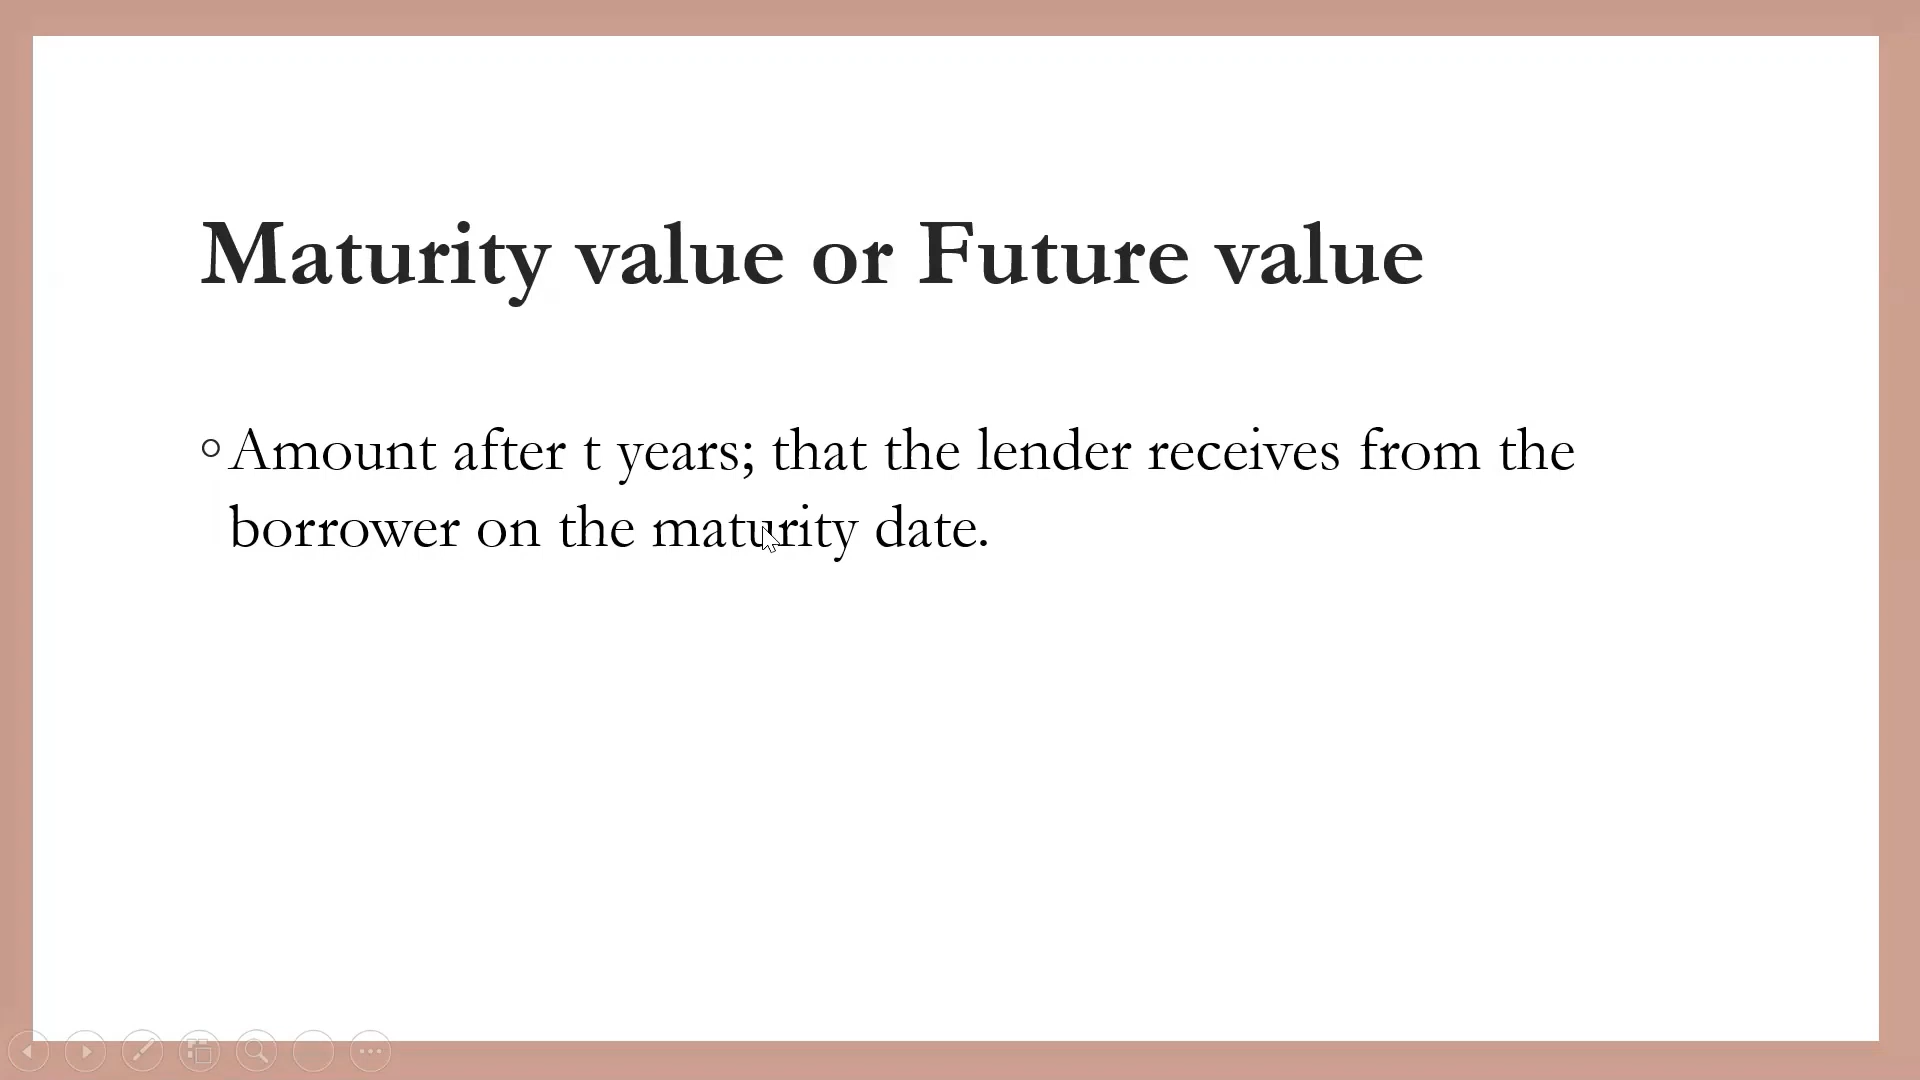 Maturity value or Future value
◦Amount after t years; that the lender receives from the
borrower on the maturity date.